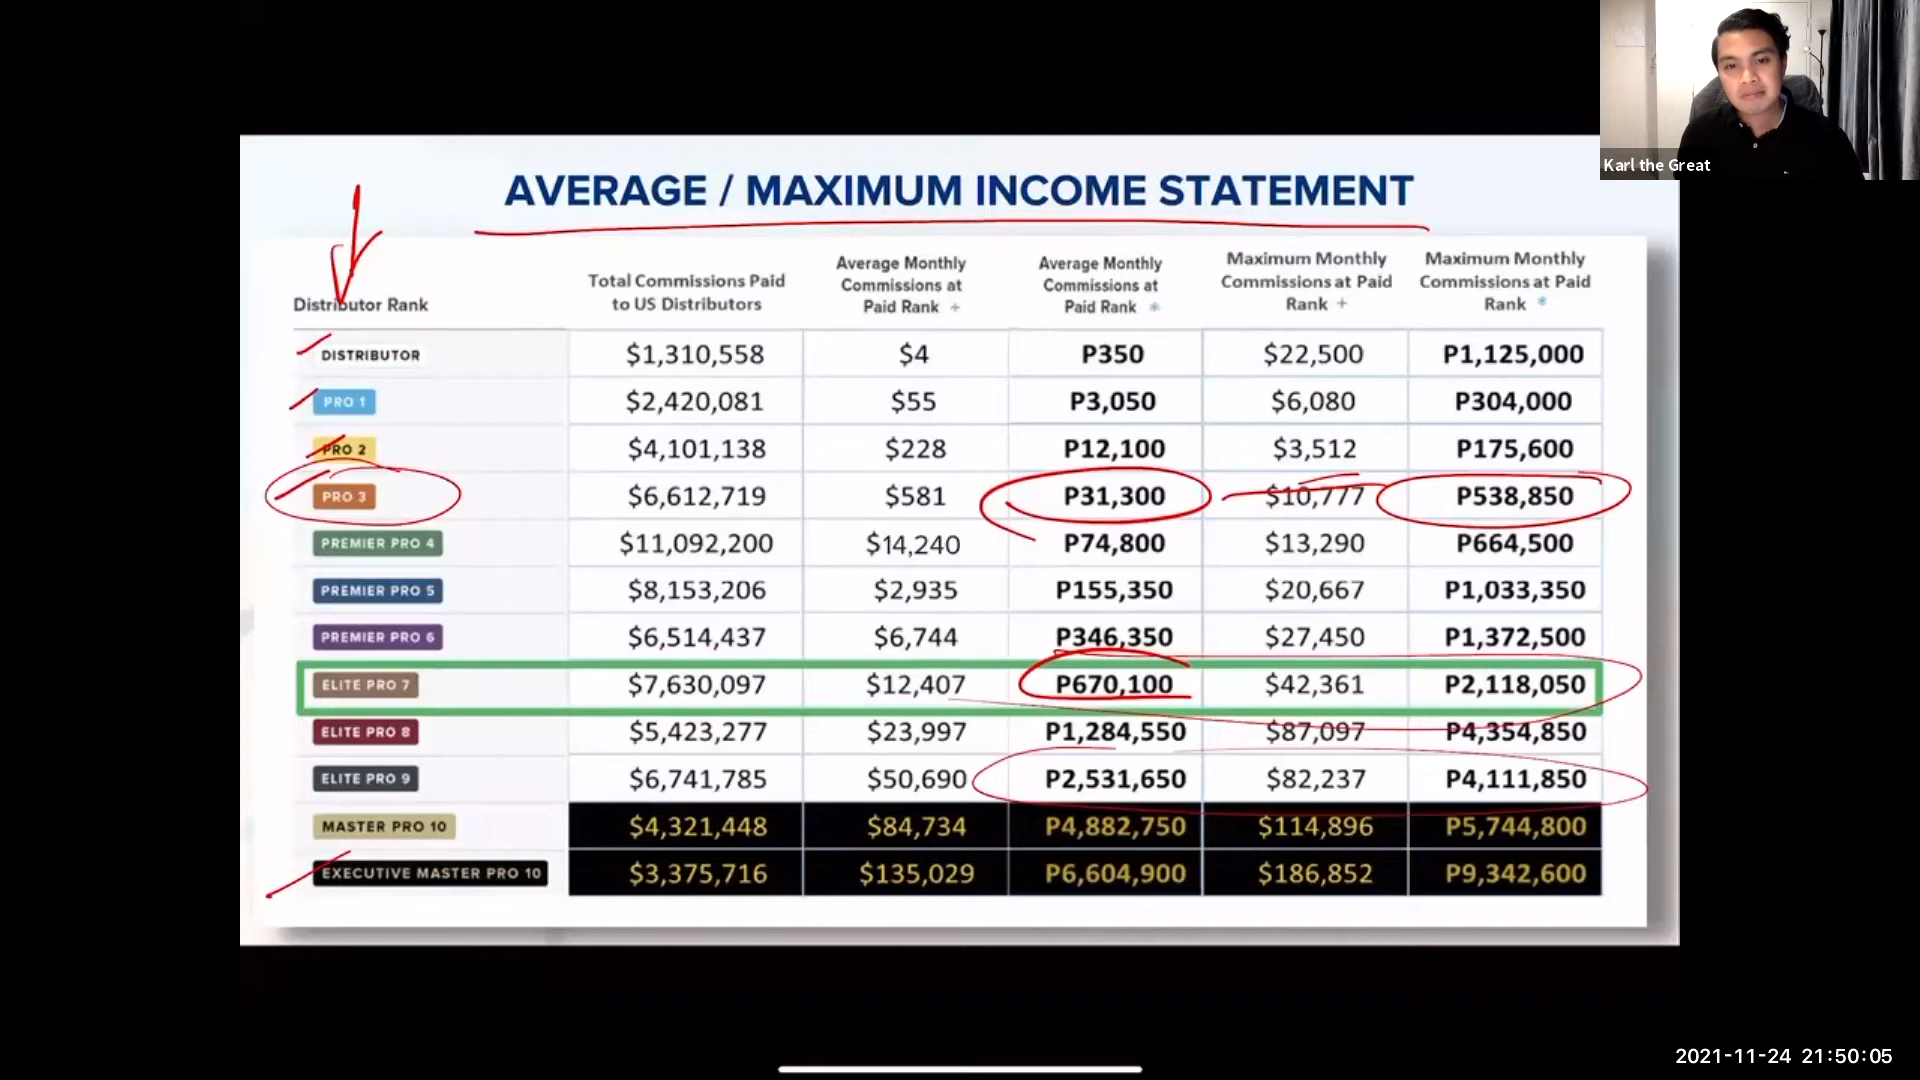 Karl the Great
AVERAGE / MAXIMUM INCOME STATEMENT
Distributor Rank
Total Commissions Paid
to US Distributors
Average Monthly
Commissions at
Paid Rank +
Average Monthly
Commissions at
Paid Rank *
Maximum Monthly
Commissions at Paid
Rank +
Maximum Monthly
Commissions at Paid
Rank *
DISTRIBUTOR $1,310,558 $4 P350 $22,500 P1,125,000
PRO 1 $2,420,081 $55 P3,050 $6,080 P304,000
PRO 2 $4,101,138 $228 P12,100 $3,512 P175,600
PRO 3 $6,612,719 $581 P31,300 $10,777 P538,850
PREMIER PRO 4 $11,092,200 $14,240 P74,800 $13,290 P664,500
PREMIER PRO 5 $8,153,206 $2,935 P155,350 $20,667 P1,033,350
PREMIER PRO 6 $6,514,437 $6,744 P346,350 $27,450 P1,372,500
ELITE PRO 7 $7,630,097 $12,407 P670,100 $42,361 P2,118,050
ELITE PRO 8 $5,423,277 $23,997 P1,284,550 $87,097 P4,354,850
ELITE PRO 9 $6,741,785 $50,690 P2,531,650 $82,237 P4,111,850
MASTER PRO 10 $4,321,448 $84,734 P4,882,750 $114,896 P5,744,800
EXECUTIVE MASTER PRO 10 $3,375,716 $135,029 P6,604,900 $186,852 P9,342,600
2021-11-24 21:50:05